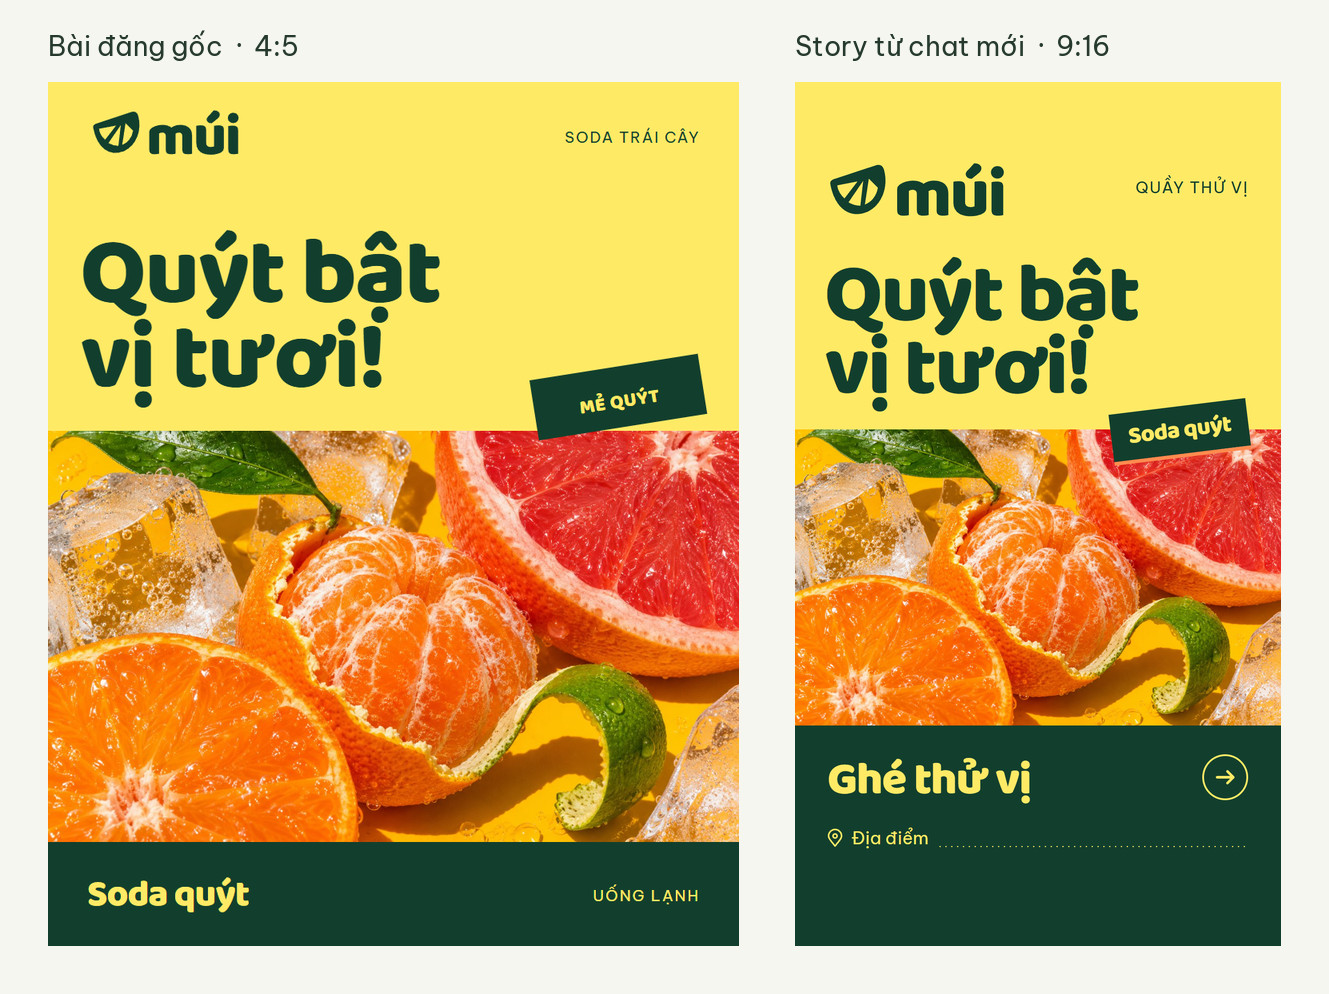 Bài đăng gốc · 4:5
múi
SODA TRÁI CÂY
Quýt bật
vị tươi!
MẺ QUÝT
Soda quýt
UỐNG LẠNH
Story từ chat mới · 9:16
múi
QUẦY THỬ VỊ
Quýt bật
vị tươi!
Soda quýt
Ghé thử vị
Địa điểm